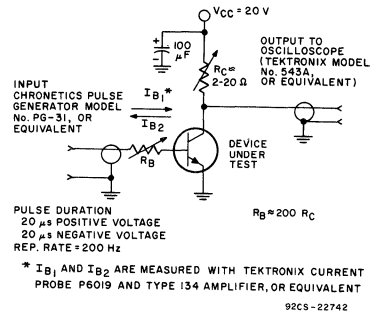 VCC = 20 V
+
100
μF
−
RC≈
2-20 Ω
OUTPUT TO
OSCILLOSCOPE
(TEKTRONIX MODEL
No. 543A,
OR EQUIVALENT)
INPUT
CHRONETICS PULSE
GENERATOR MODEL
No. PG-31, OR
EQUIVALENT
IB1*
IB2
RB
DEVICE
UNDER
TEST
PULSE DURATION
20 μs POSITIVE VOLTAGE
20 μs NEGATIVE VOLTAGE
REP. RATE = 200 Hz
RB≈200 RC
* IB1 AND IB2 ARE MEASURED WITH TEKTRONIX CURRENT
PROBE P6019 AND TYPE 134 AMPLIFIER, OR EQUIVALENT
92CS-22742